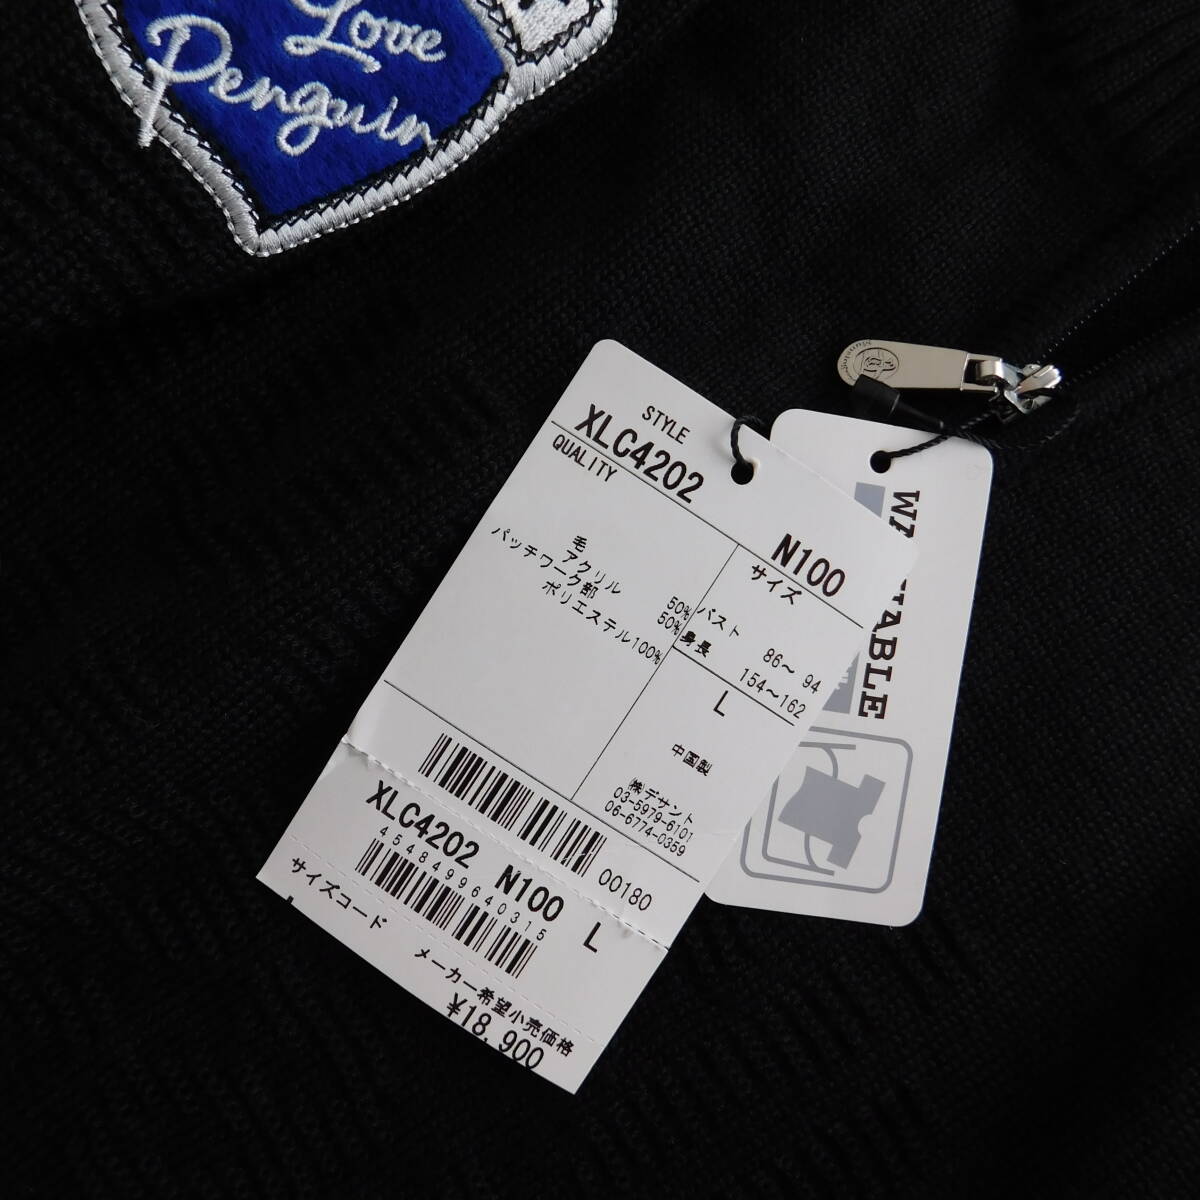 Love
Penguin
STYLE
XLC4202
N100
QUALITY
サイズ
毛 50%
アクリル 50%
パッチワーク部
ポリエステル100%
バスト 86～ 94
身長 154～162
L
中国製
㈱デサント
03-5979-6101
06-6774-0359
00180
XLC4202 N100 L
4548499640315
サイズコード
メーカー希望小売価格
¥18,900